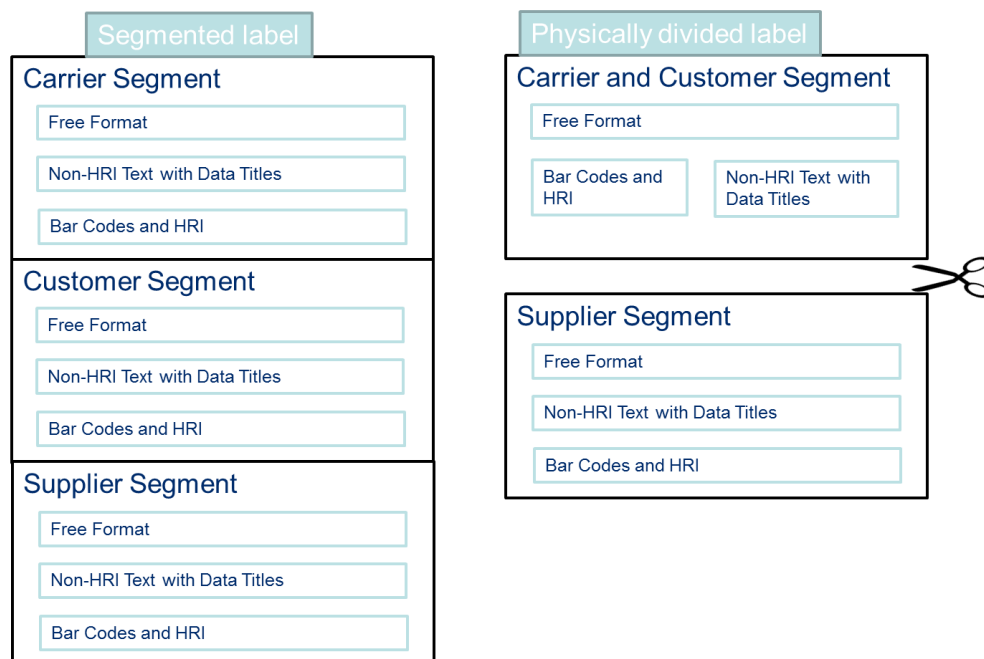 Segmented label
Carrier Segment
Free Format
Non-HRI Text with Data Titles
Bar Codes and HRI
Customer Segment
Free Format
Non-HRI Text with Data Titles
Bar Codes and HRI
Supplier Segment
Free Format
Non-HRI Text with Data Titles
Bar Codes and HRI
Physically divided label
Carrier and Customer Segment
Free Format
Bar Codes and
HRI
Non-HRI Text with
Data Titles
Supplier Segment
Free Format
Non-HRI Text with Data Titles
Bar Codes and HRI